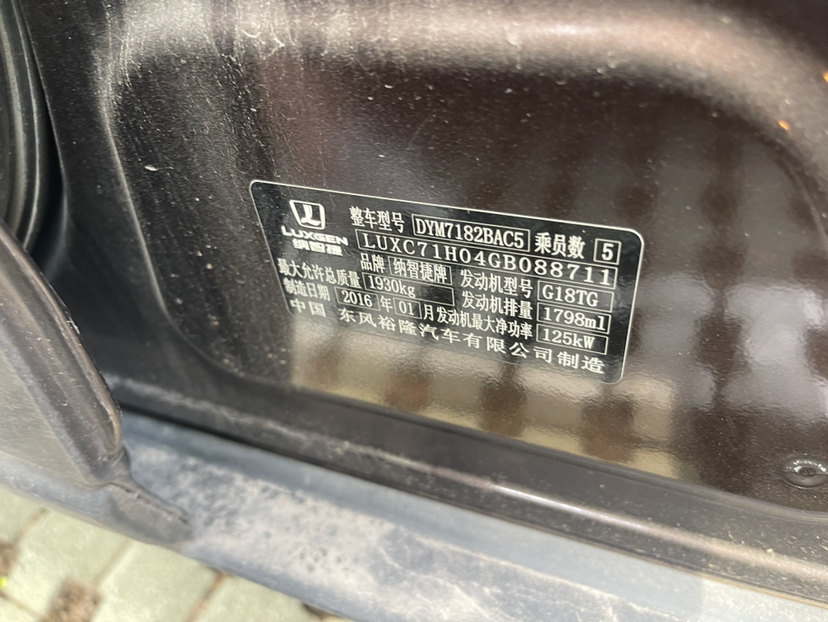 LUXGEN
纳智捷
整车型号 DYM7182BAC5 乘员数 5
LUXC71H04GB088711
品牌 纳智捷牌 发动机型号 G18TG
最大允许总质量 1930kg 发动机排量 1798ml
制造日期 2016 年 01 月 发动机最大净功率 125kW
中国 东风裕隆汽车有限公司制造